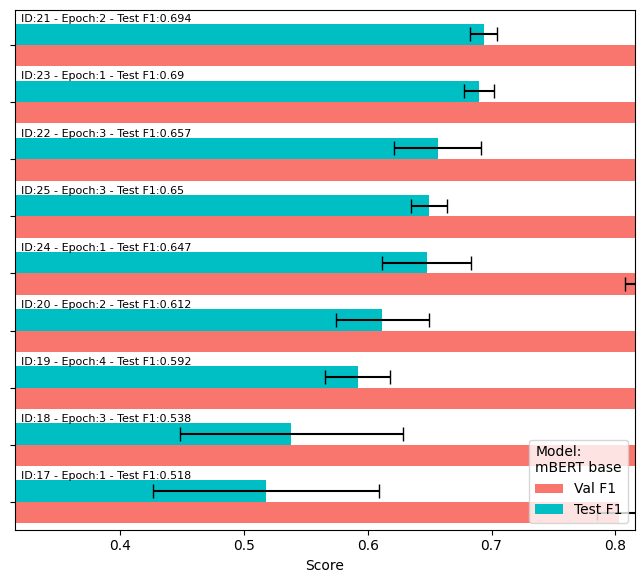 ID:21 - Epoch:2 - Test F1:0.694
ID:23 - Epoch:1 - Test F1:0.69
ID:22 - Epoch:3 - Test F1:0.657
ID:25 - Epoch:3 - Test F1:0.65
ID:24 - Epoch:1 - Test F1:0.647
ID:20 - Epoch:2 - Test F1:0.612
ID:19 - Epoch:4 - Test F1:0.592
ID:18 - Epoch:3 - Test F1:0.538
ID:17 - Epoch:1 - Test F1:0.518
Model:
mBERT base
Val F1
Test F1
0.4 0.5 0.6 0.7 0.8
Score